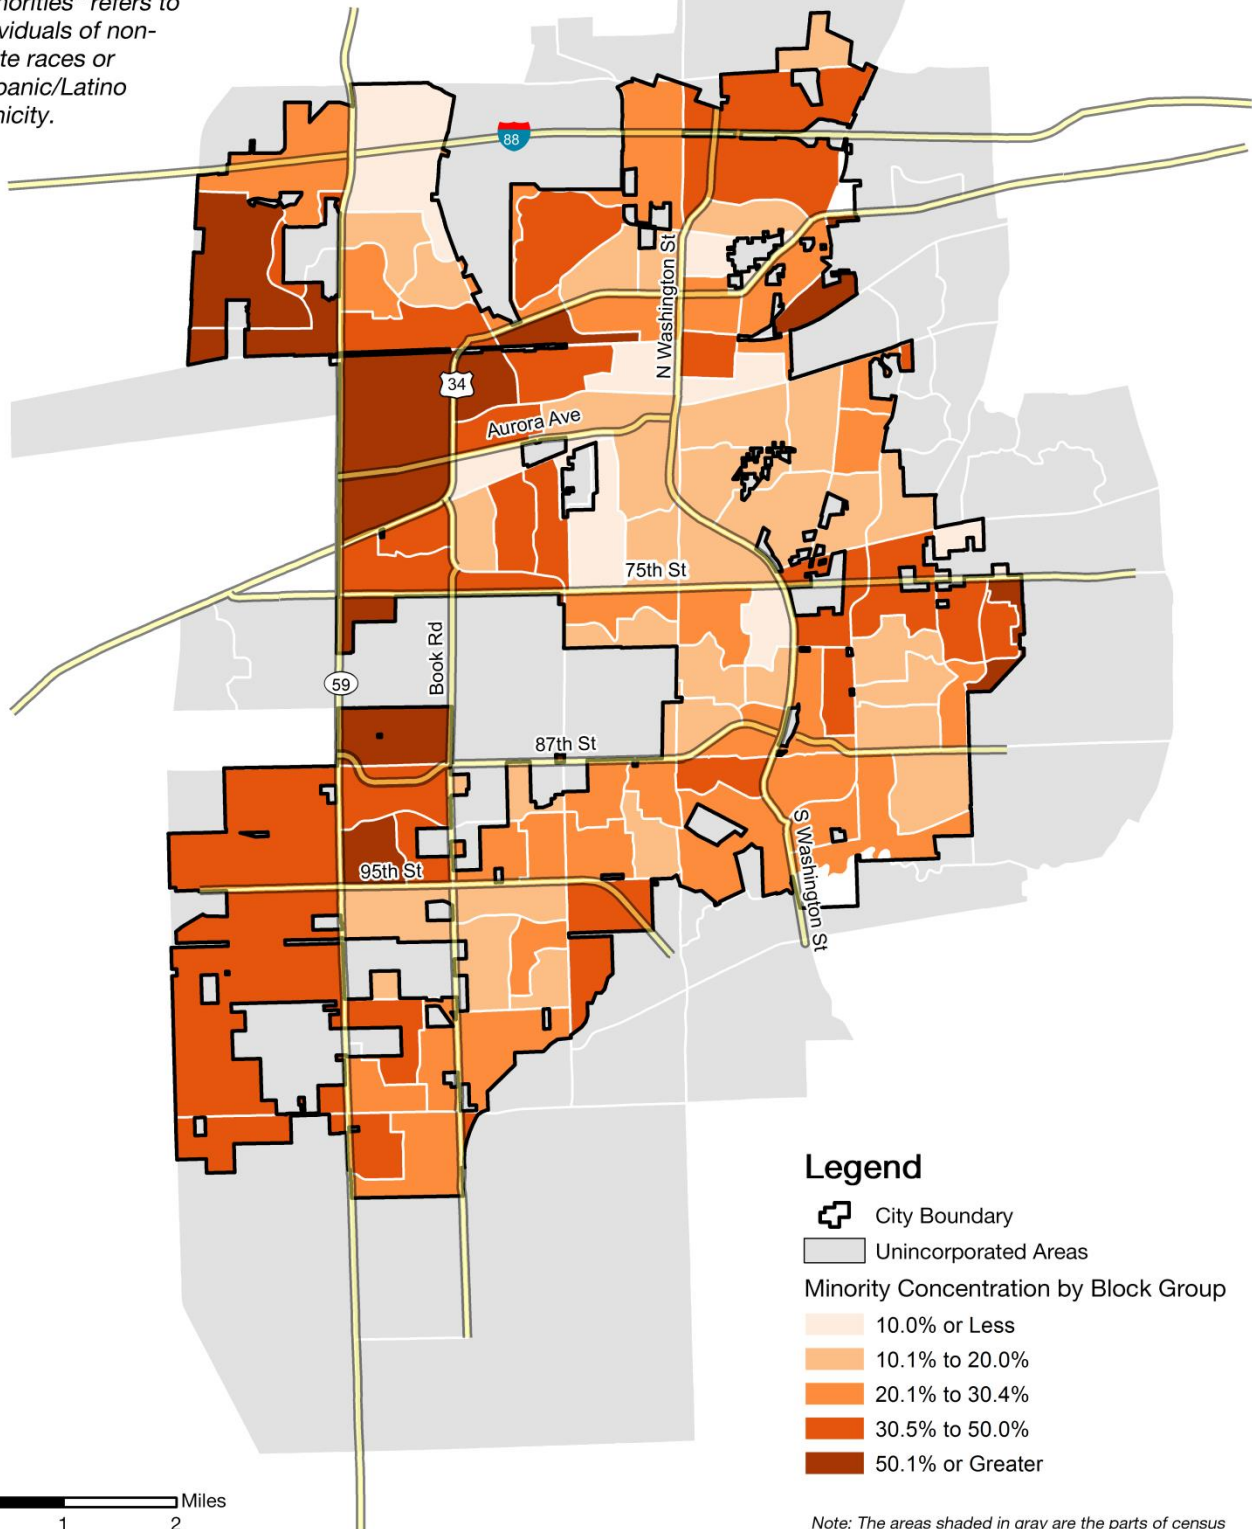 refers to
viduals of non-
te races or
panic/Latino
nicity.
88
N Washington St
34
Aurora Ave
75th St
Book Rd
59
87th St
S Washington St
95th St
Legend
City Boundary
Unincorporated Areas
Minority Concentration by Block Group
10.0% or Less
10.1% to 20.0%
20.1% to 30.4%
30.5% to 50.0%
50.1% or Greater
Miles
1 2
Note: The areas shaded in gray are the parts of census